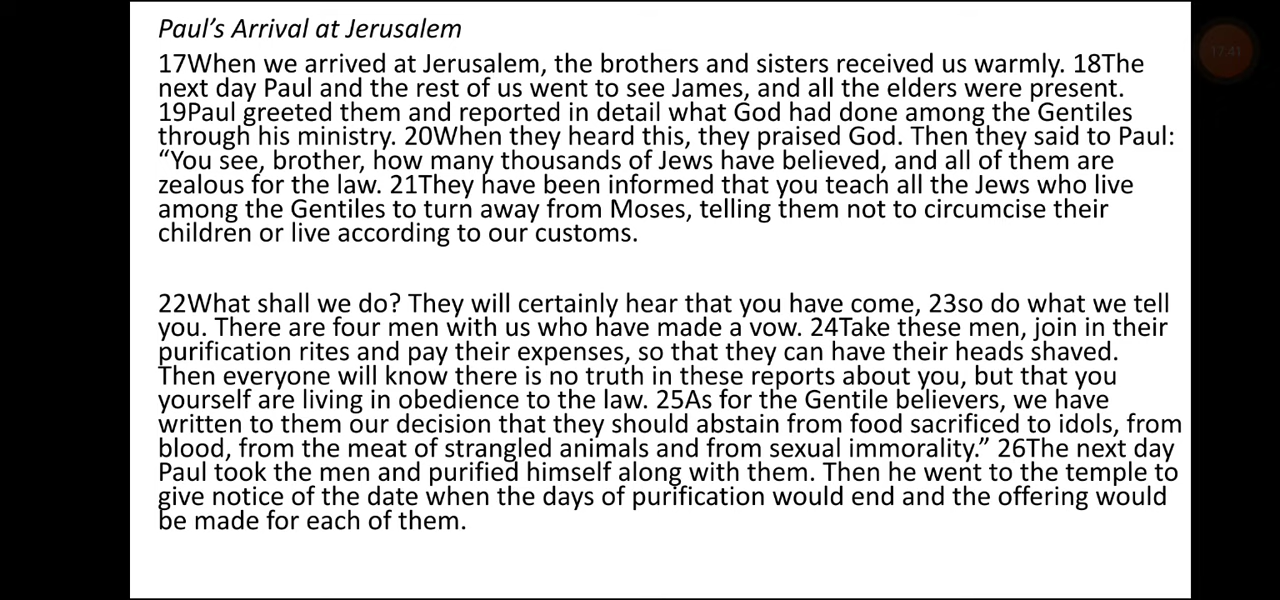 Paul’s Arrival at Jerusalem
17When we arrived at Jerusalem, the brothers and sisters received us warmly. 18The
next day Paul and the rest of us went to see James, and all the elders were present.
19Paul greeted them and reported in detail what God had done among the Gentiles
through his ministry. 20When they heard this, they praised God. Then they said to Paul:
“You see, brother, how many thousands of Jews have believed, and all of them are
zealous for the law. 21They have been informed that you teach all the Jews who live
among the Gentiles to turn away from Moses, telling them not to circumcise their
children or live according to our customs.
22What shall we do? They will certainly hear that you have come, 23so do what we tell
you. There are four men with us who have made a vow. 24Take these men, join in their
purification rites and pay their expenses, so that they can have their heads shaved.
Then everyone will know there is no truth in these reports about you, but that you
yourself are living in obedience to the law. 25As for the Gentile believers, we have
written to them our decision that they should abstain from food sacrificed to idols, from
blood, from the meat of strangled animals and from sexual immorality.” 26The next day
Paul took the men and purified himself along with them. Then he went to the temple to
give notice of the date when the days of purification would end and the offering would
be made for each of them.
17:41